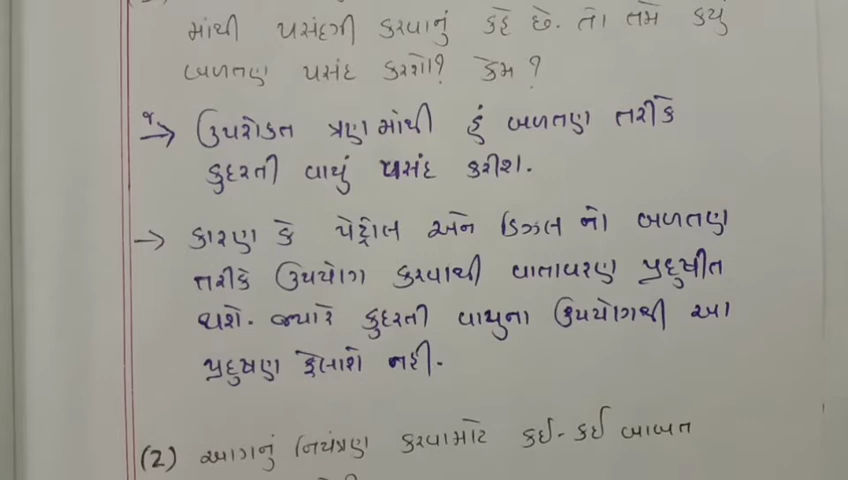 માંથી પસંદગી કરવાનું કહે છે. તો તમે કયું
બળતણ પસંદ કરશો? કેમ?
જ. → ઉપરોકત ત્રણ માંથી હું બળતણ તરીકે
કુદરતી વાયું પસંદ કરીશ.
→ કારણ કે પેટ્રોલ અને ડિઝલ નો બળતણ
તરીકે ઉપયોગ કરવાથી વાતાવરણ પ્રદુષીત
થશે. જ્યારે કુદરતી વાયુના ઉપયોગથી આ
પ્રદુષણ ફેલાશે નહી.
(2) આગનું નિયંત્રણ કરવામાટે કઈ-કઈ બાબત